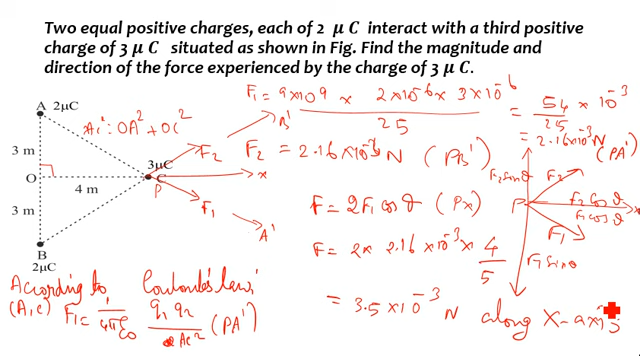 Two equal positive charges, each of 2 μC interact with a third positive
charge of 3 μC situated as shown in Fig. Find the magnitude and
direction of the force experienced by the charge of 3 μC.
A 2μC
AC²: OA² + OC²
3 m
O
4 m
3 m
B
2μC
3μC
C
P
F₂
B'
x
F₁
A'
F₁ = 9×10⁹ × 2×10⁻⁶ × 3×10⁻⁶
25
= 54 × 10⁻³
25
= 2.16×10⁻³ N
(PA')
F₂ = 2.16×10⁻³ N (PB')
F = 2F₁ cos θ (Px)
F = 2× 2.16 ×10⁻³ × 4
5
= 3.5 ×10⁻³ N along X-axis
F₂ sinθ
F₂
P
F₂ cos θ
F₁ cos θ
x
F₁
F₁ sinθ
According to Coulomb's law:
(A,C) F₁ = 1 q₁ q₂ (PA')
4πε₀ AC²